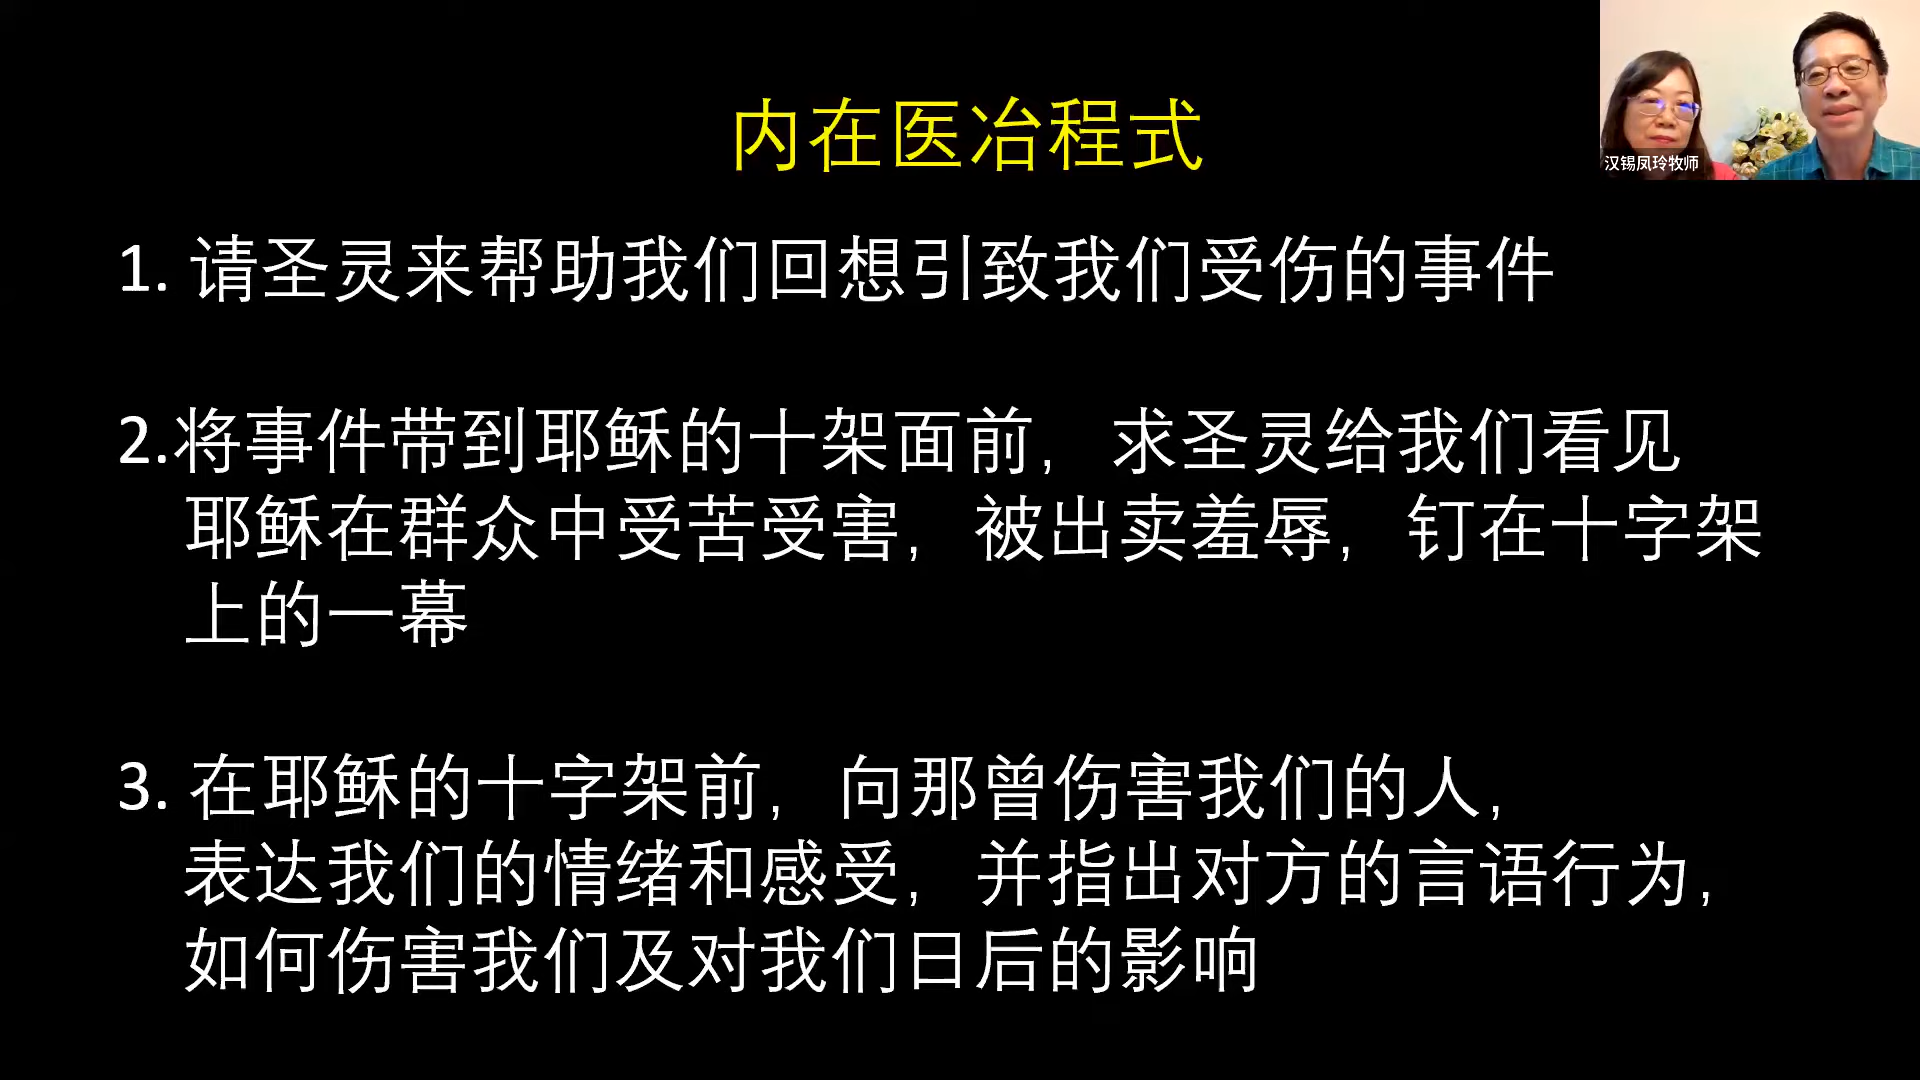 内在医冶程式
汉锡凤玲牧师
1. 请圣灵来帮助我们回想引致我们受伤的事件
2.将事件带到耶稣的十架面前，求圣灵给我们看见
耶稣在群众中受苦受害，被出卖羞辱，钉在十字架
上的一幕
3. 在耶稣的十字架前，向那曾伤害我们的人，
表达我们的情绪和感受，并指出对方的言语行为，
如何伤害我们及对我们日后的影响